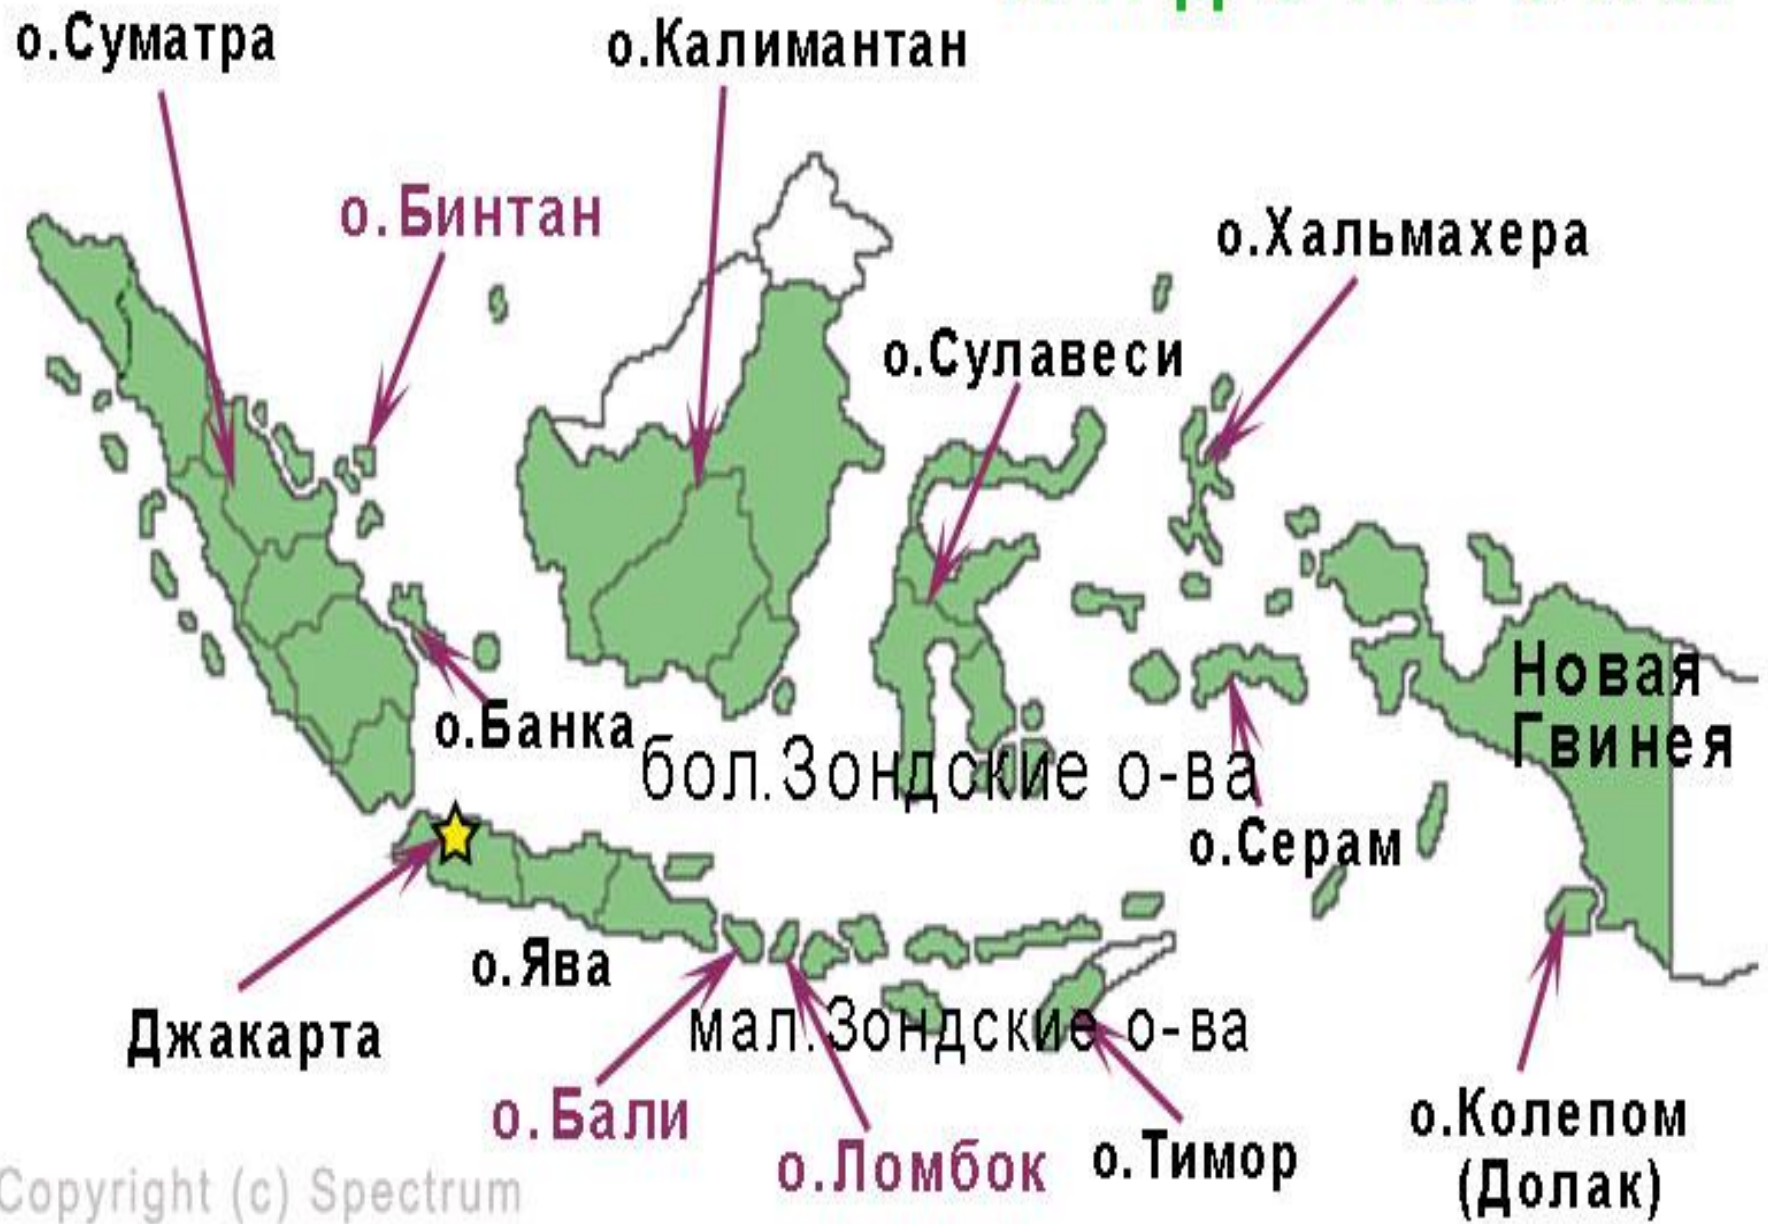 о.Суматра
о.Калимантан
о.Бинтан
о.Хальмахера
о.Сулавеси
Новая
Гвинея
о.Банка
бол.Зондские о-ва
о.Серам
о.Ява
Джакарта
мал.Зондские о-ва
о.Бали
о.Ломбок
о.Тимор
о.Колепом
(Долак)
Copyright (c) Spectrum